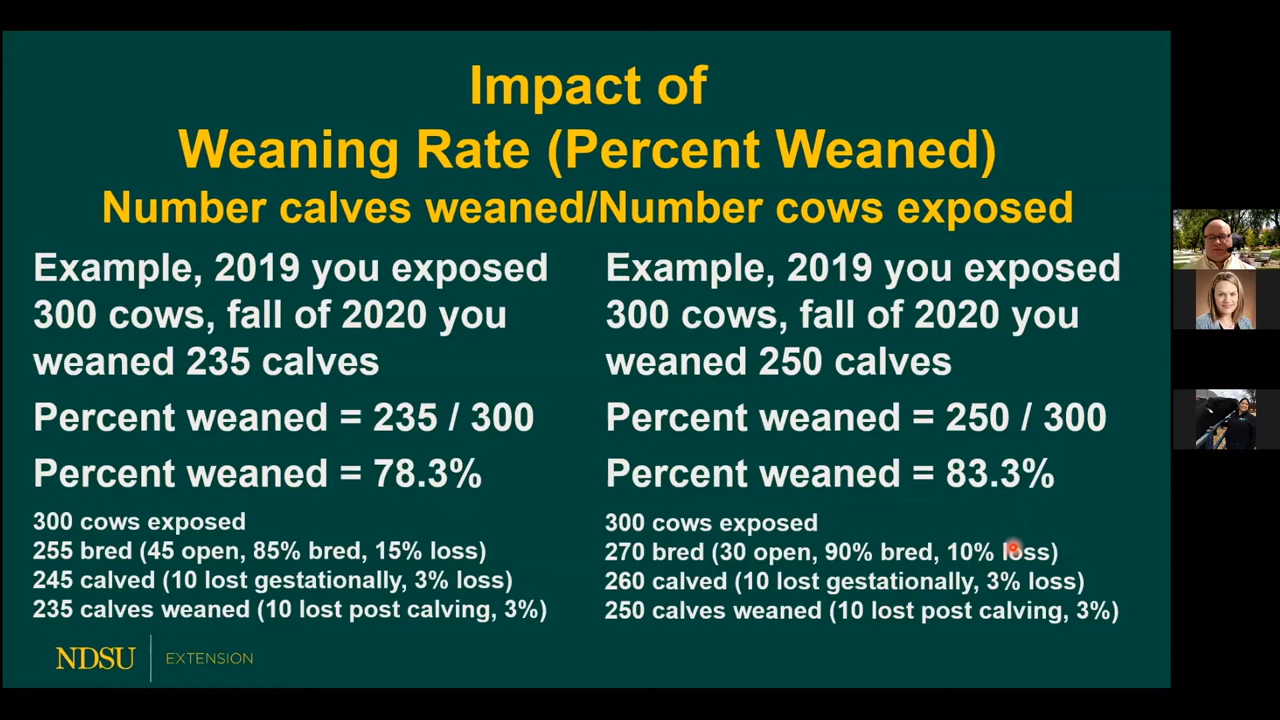 Impact of
Weaning Rate (Percent Weaned)
Number calves weaned/Number cows exposed
Example, 2019 you exposed
300 cows, fall of 2020 you
weaned 235 calves
Percent weaned = 235 / 300
Percent weaned = 78.3%
300 cows exposed
255 bred (45 open, 85% bred, 15% loss)
245 calved (10 lost gestationally, 3% loss)
235 calves weaned (10 lost post calving, 3%)
Example, 2019 you exposed
300 cows, fall of 2020 you
weaned 250 calves
Percent weaned = 250 / 300
Percent weaned = 83.3%
300 cows exposed
270 bred (30 open, 90% bred, 10% loss)
260 calved (10 lost gestationally, 3% loss)
250 calves weaned (10 lost post calving, 3%)
NDSU EXTENSION